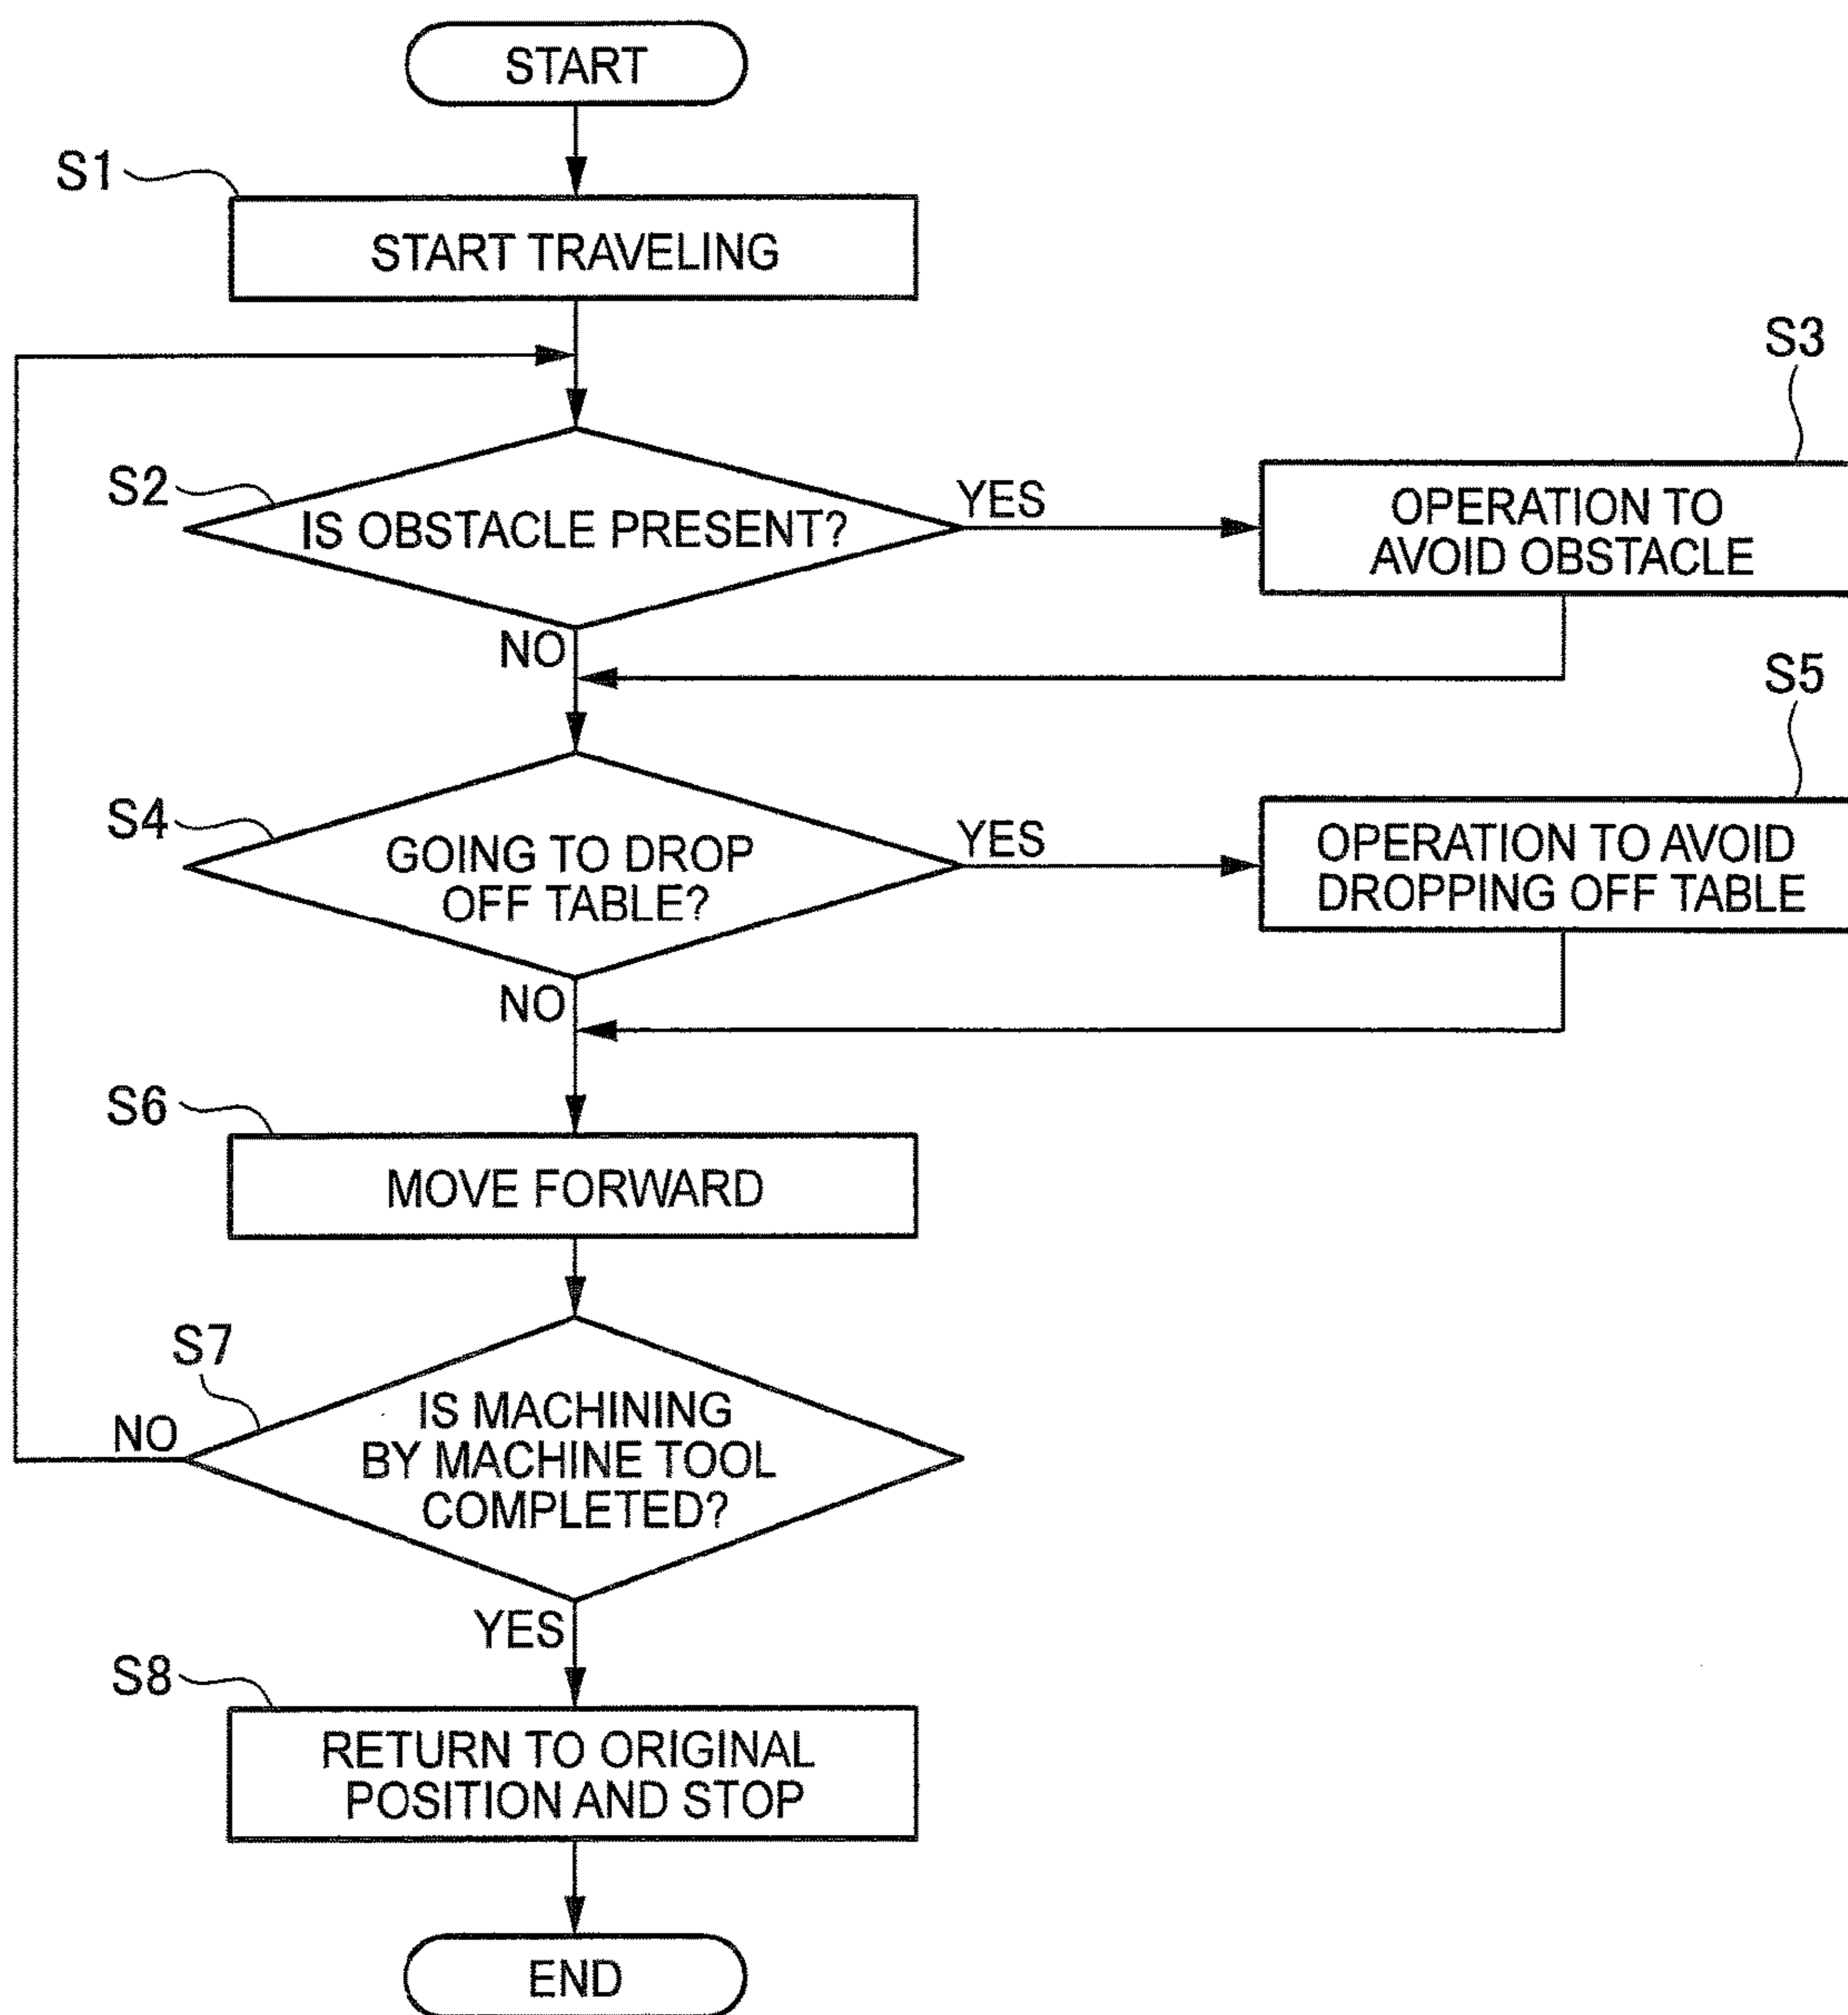 START
S1
START TRAVELING
S2
IS OBSTACLE PRESENT?
YES
S3
OPERATION TO
AVOID OBSTACLE
NO
S4
GOING TO DROP
OFF TABLE?
YES
S5
OPERATION TO AVOID
DROPPING OFF TABLE
NO
S6
MOVE FORWARD
S7
NO
IS MACHINING
BY MACHINE TOOL
COMPLETED?
YES
S8
RETURN TO ORIGINAL
POSITION AND STOP
END